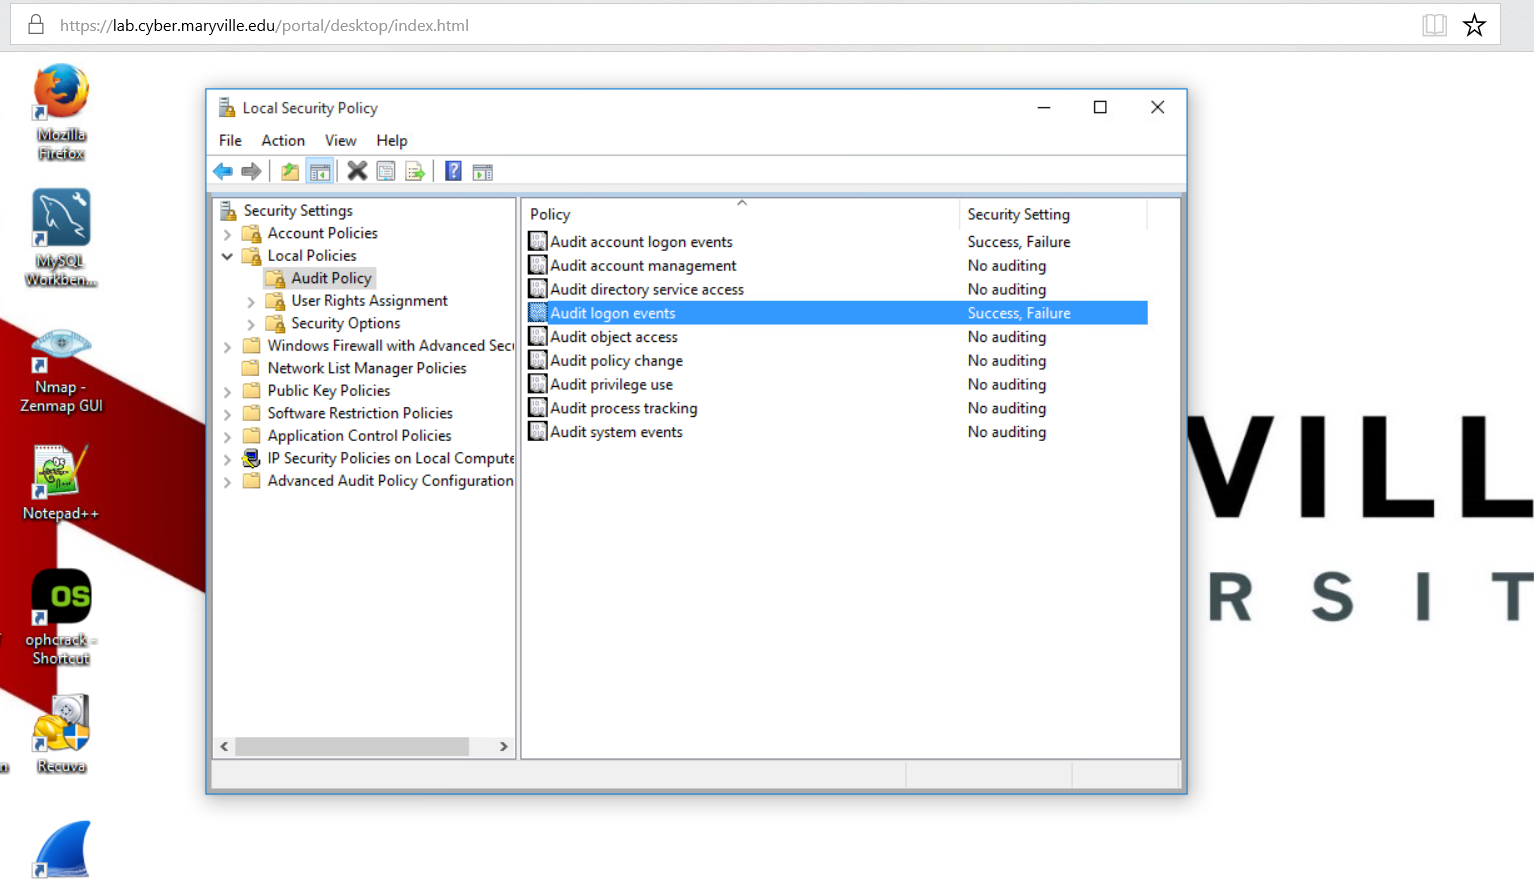 https://lab.cyber.maryville.edu/portal/desktop/index.html
Mozilla
Firefox
MySQL
Workben...
Nmap -
Zenmap GUI
Notepad++
OS
ophcrack -
Shortcut
Recuva
Local Security Policy
File Action View Help
Security Settings
Account Policies
Local Policies
Audit Policy
User Rights Assignment
Security Options
Windows Firewall with Advanced Secu
Network List Manager Policies
Public Key Policies
Software Restriction Policies
Application Control Policies
IP Security Policies on Local Compute
Advanced Audit Policy Configuration
Policy Security Setting
Audit account logon events Success, Failure
Audit account management No auditing
Audit directory service access No auditing
Audit logon events Success, Failure
Audit object access No auditing
Audit policy change No auditing
Audit privilege use No auditing
Audit process tracking No auditing
Audit system events No auditing
VILL
RSIT